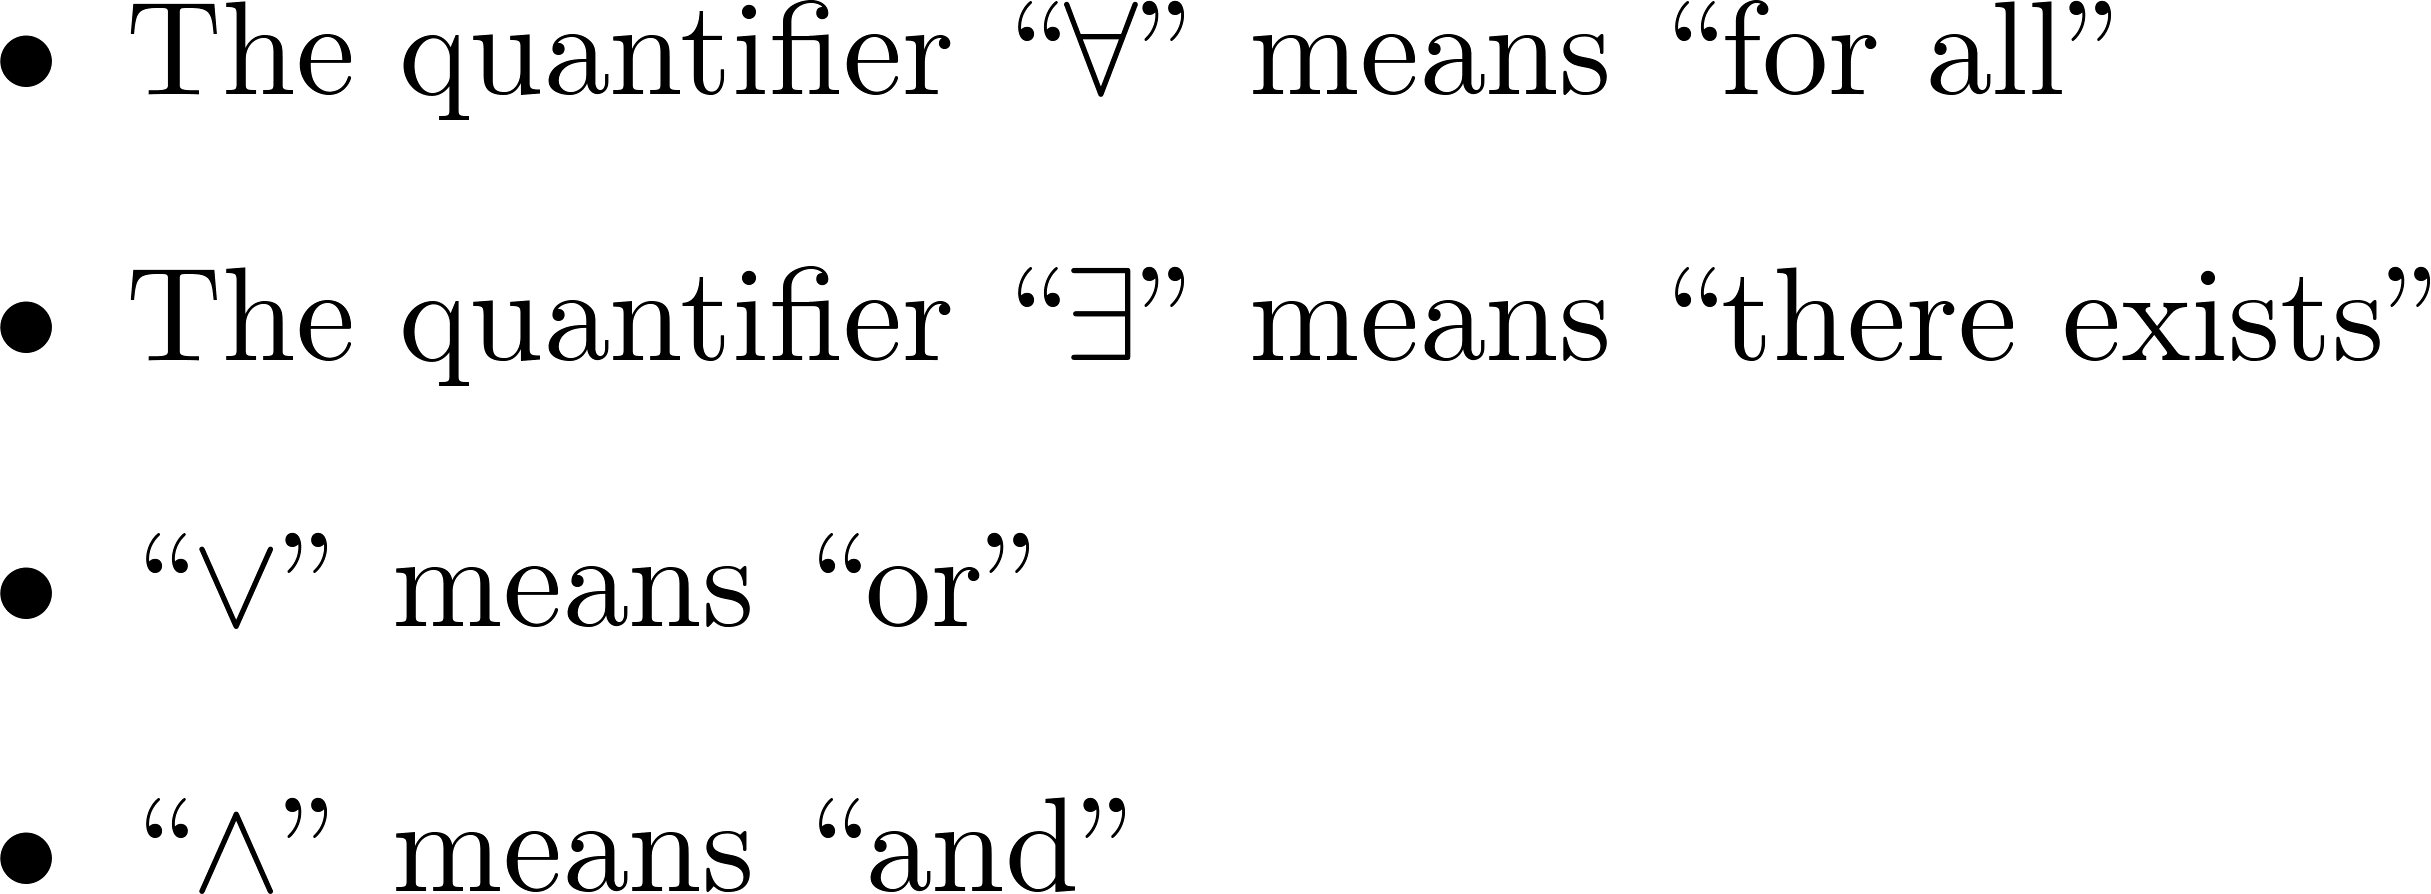 • The quantifier “∀” means “for all”
• The quantifier “∃” means “there exists”
• “∨” means “or”
• “∧” means “and”